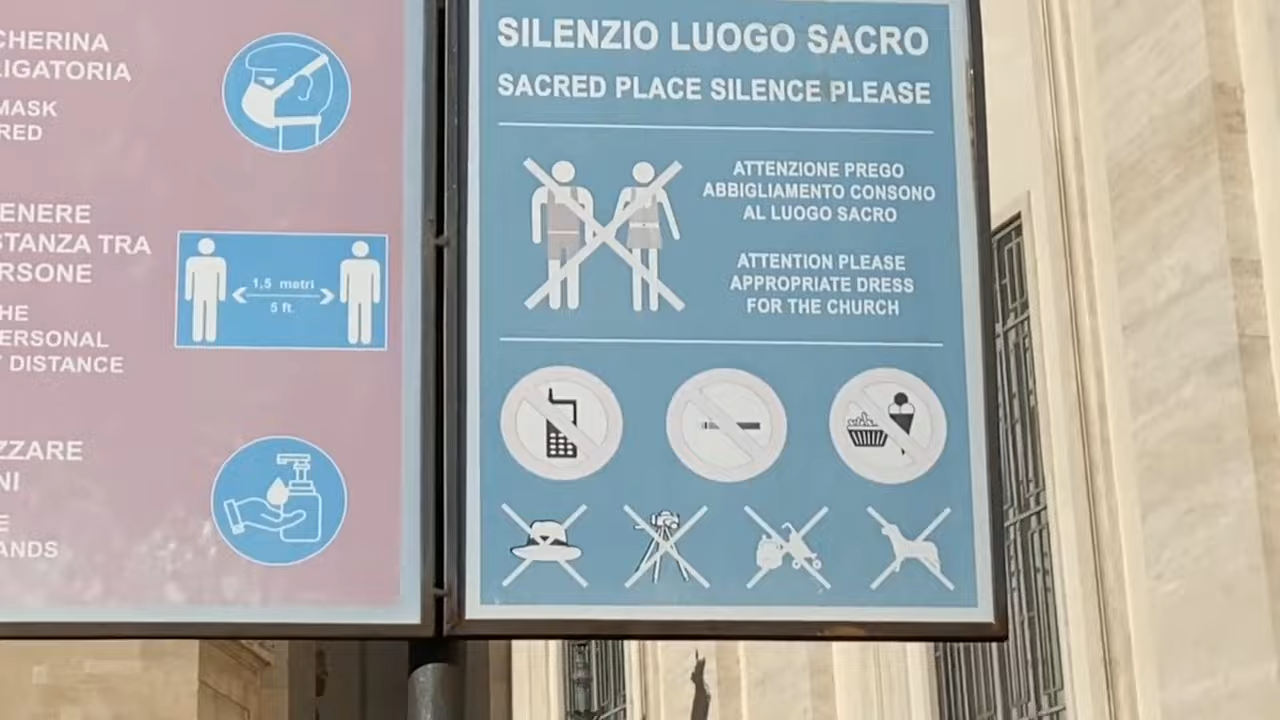 CHERINA
LIGATORIA
MASK
RED
ENERE
STANZA TRA
RSONE
HE
ERSONAL
Y DISTANCE
1,5 metri
5 ft.
ZZARE
NI
E
ANDS
SILENZIO LUOGO SACRO
SACRED PLACE SILENCE PLEASE
ATTENZIONE PREGO
ABBIGLIAMENTO CONSONO
AL LUOGO SACRO
ATTENTION PLEASE
APPROPRIATE DRESS
FOR THE CHURCH